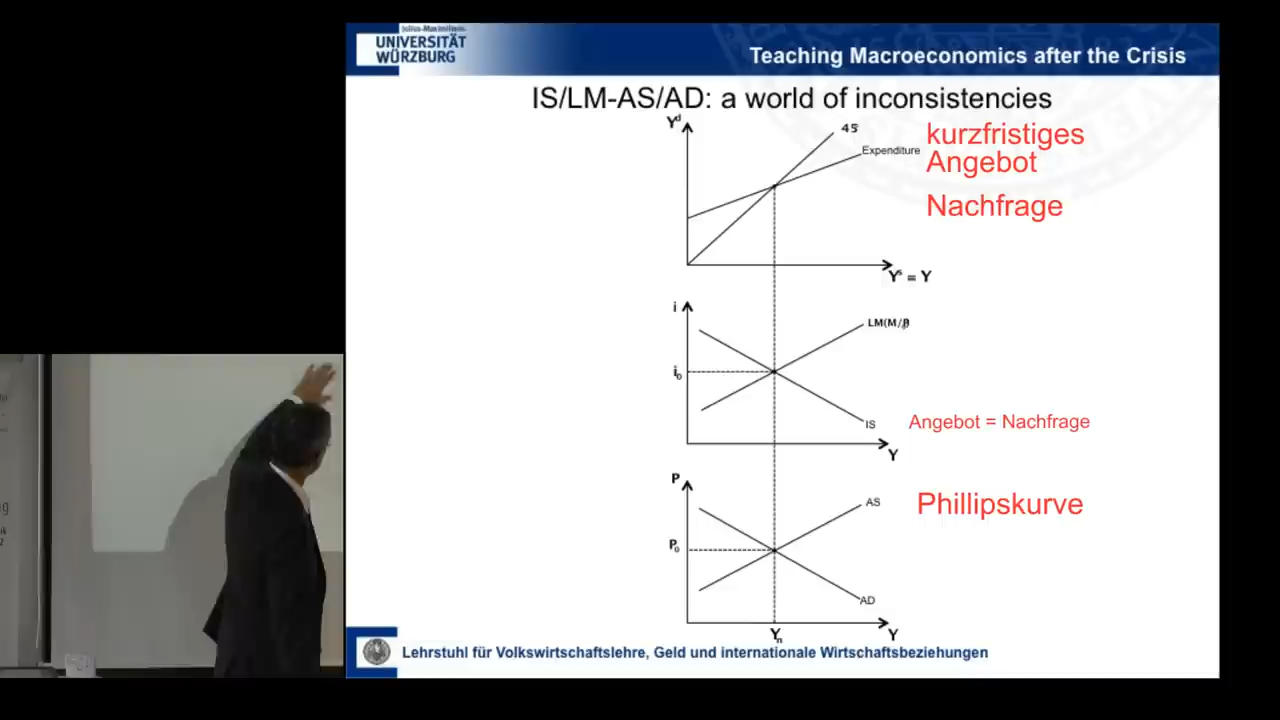 Julius-Maximilians-
UNIVERSITÄT
WÜRZBURG
Teaching Macroeconomics after the Crisis
IS/LM-AS/AD: a world of inconsistencies
Yᵈ
45°
Expenditure
kurzfristiges
Angebot
Nachfrage
Yˢ = Y
i
LM(M/P)
i₀
IS
Angebot = Nachfrage
Y
P
AS
Phillipskurve
P₀
AD
Yₙ
Y
Lehrstuhl für Volkswirtschaftslehre, Geld und internationale Wirtschaftsbeziehungen